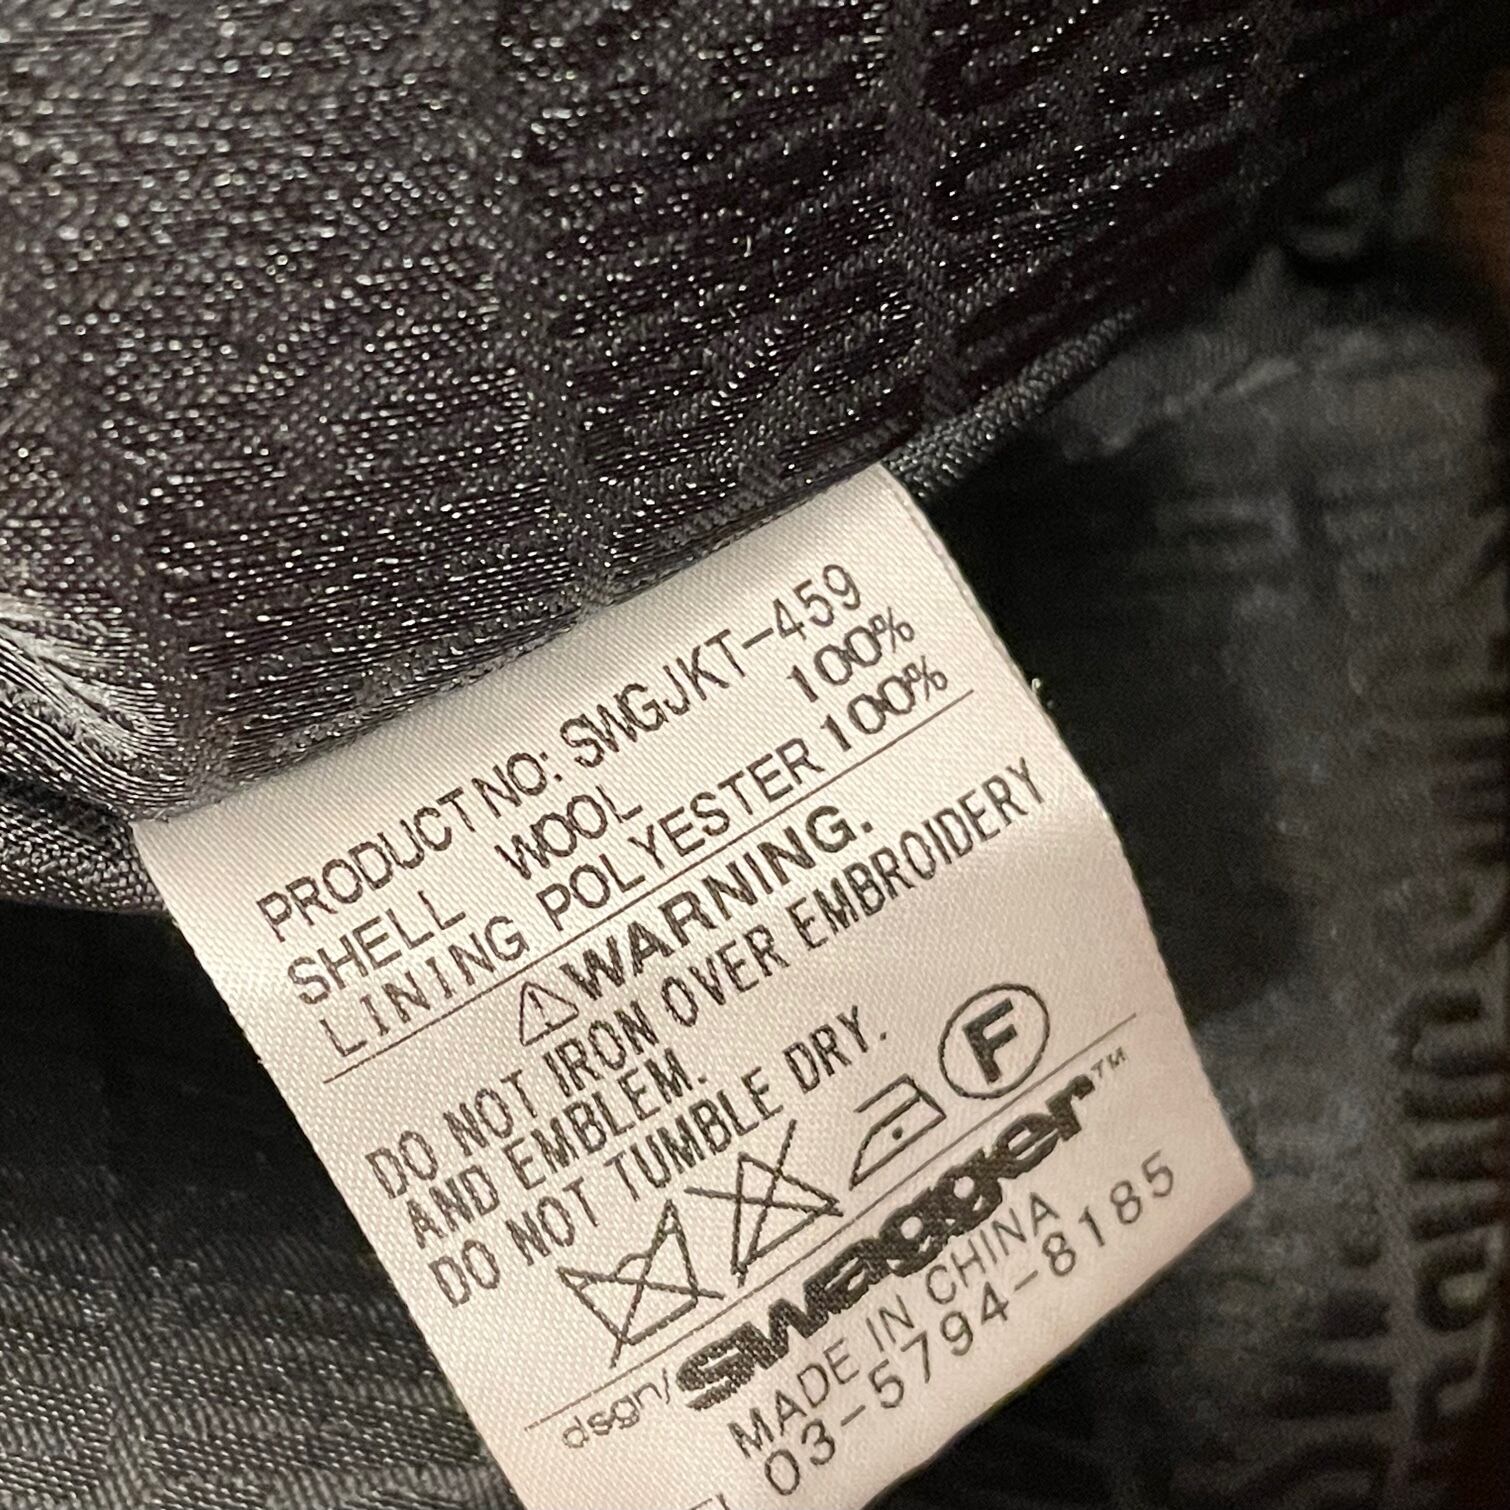 PRODUCT NO: SWGJKT-459
SHELL WOOL 100%
LINING POLYESTER 100%
WARNING.
DO NOT IRON OVER EMBROIDERY
AND EMBLEM.
DO NOT TUMBLE DRY.
F
dsgn/swagger™
MADE IN CHINA
03-5794-8185